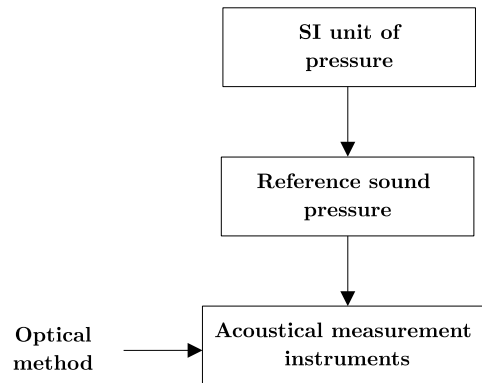 SI unit of
pressure
Reference sound
pressure
Optical
method
Acoustical measurement
instruments